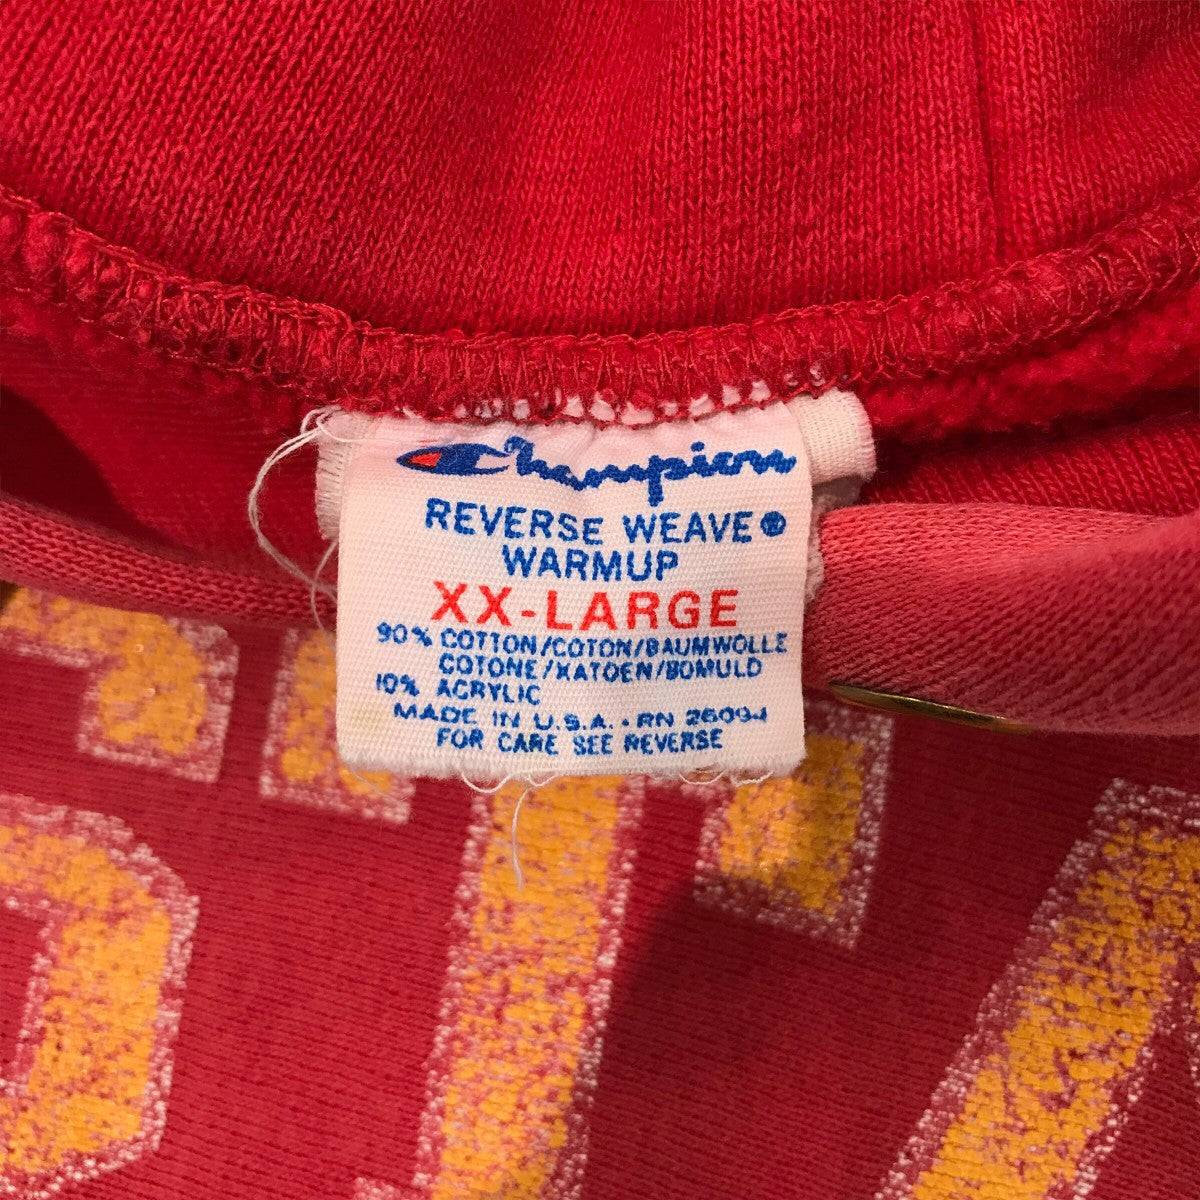 Champion
REVERSE WEAVE®
WARMUP
XX-LARGE
90% COTTON/COTON/BAUMWOLLE
COTONE/KATOEN/BOMULD
10% ACRYLIC
MADE IN U.S.A. • RN 26094
FOR CARE SEE REVERSE